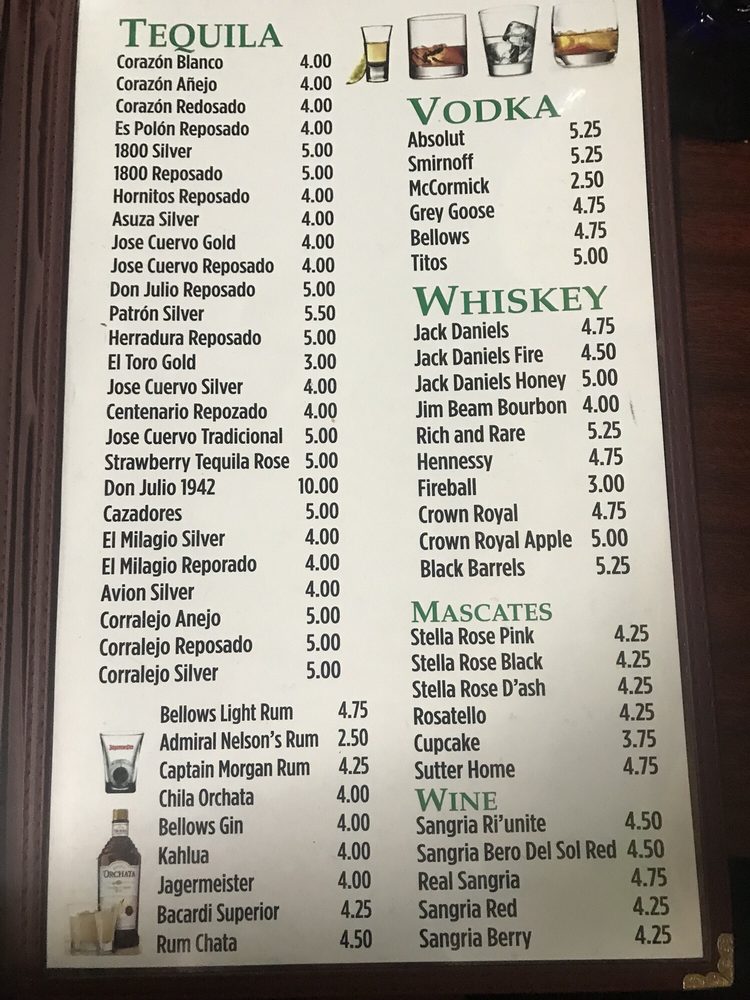 TEQUILA
Corazón Blanco 4.00
Corazón Añejo 4.00
Corazón Redosado 4.00
Es Polón Reposado 4.00
1800 Silver 5.00
1800 Reposado 5.00
Hornitos Reposado 4.00
Asuza Silver 4.00
Jose Cuervo Gold 4.00
Jose Cuervo Reposado 4.00
Don Julio Reposado 5.00
Patrón Silver 5.50
Herradura Reposado 5.00
El Toro Gold 3.00
Jose Cuervo Silver 4.00
Centenario Repozado 4.00
Jose Cuervo Tradicional 5.00
Strawberry Tequila Rose 5.00
Don Julio 1942 10.00
Cazadores 5.00
El Milagio Silver 4.00
El Milagio Reporado 4.00
Avion Silver 4.00
Corralejo Anejo 5.00
Corralejo Reposado 5.00
Corralejo Silver 5.00
Bellows Light Rum 4.75
Admiral Nelson's Rum 2.50
Captain Morgan Rum 4.25
Chila Orchata 4.00
Bellows Gin 4.00
Kahlua 4.00
Jagermeister 4.00
Bacardi Superior 4.25
Rum Chata 4.50
Jägermeister
ORCHATA
VODKA
Absolut 5.25
Smirnoff 5.25
McCormick 2.50
Grey Goose 4.75
Bellows 4.75
Titos 5.00
WHISKEY
Jack Daniels 4.75
Jack Daniels Fire 4.50
Jack Daniels Honey 5.00
Jim Beam Bourbon 4.00
Rich and Rare 5.25
Hennessy 4.75
Fireball 3.00
Crown Royal 4.75
Crown Royal Apple 5.00
Black Barrels 5.25
MASCATES
Stella Rose Pink 4.25
Stella Rose Black 4.25
Stella Rose D'ash 4.25
Rosatello 4.25
Cupcake 3.75
Sutter Home 4.75
WINE
Sangria Ri'unite 4.50
Sangria Bero Del Sol Red 4.50
Real Sangria 4.75
Sangria Red 4.25
Sangria Berry 4.25